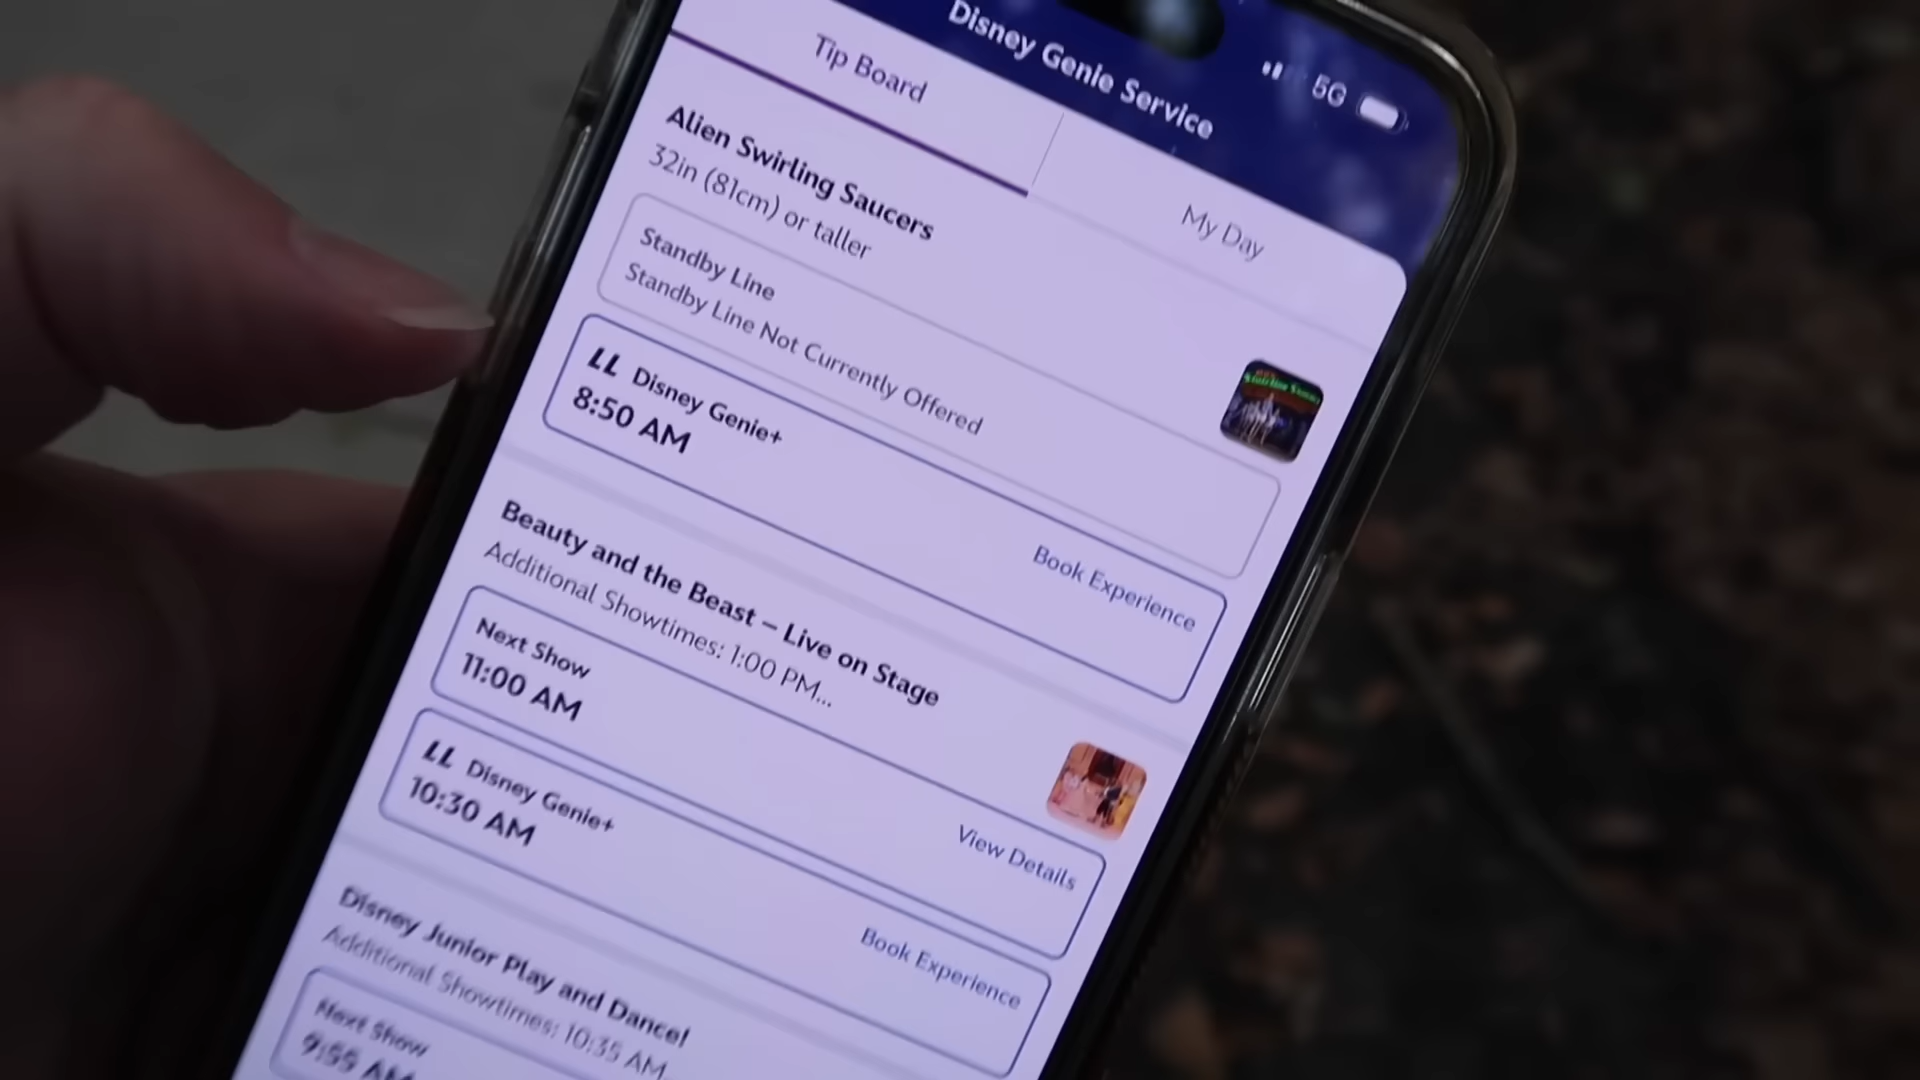 Disney Genie Service
5G
Tip Board
My Day
Alien Swirling Saucers
32in (81cm) or taller
Standby Line
Standby Line Not Currently Offered
LL Disney Genie+
8:50 AM
Book Experience
Beauty and the Beast – Live on Stage
Additional Showtimes: 1:00 PM...
Next Show
11:00 AM
View Details
LL Disney Genie+
10:30 AM
Book Experience
Disney Junior Play and Dance!
Additional Showtimes: 10:35 AM...
Next Show
9:55 AM